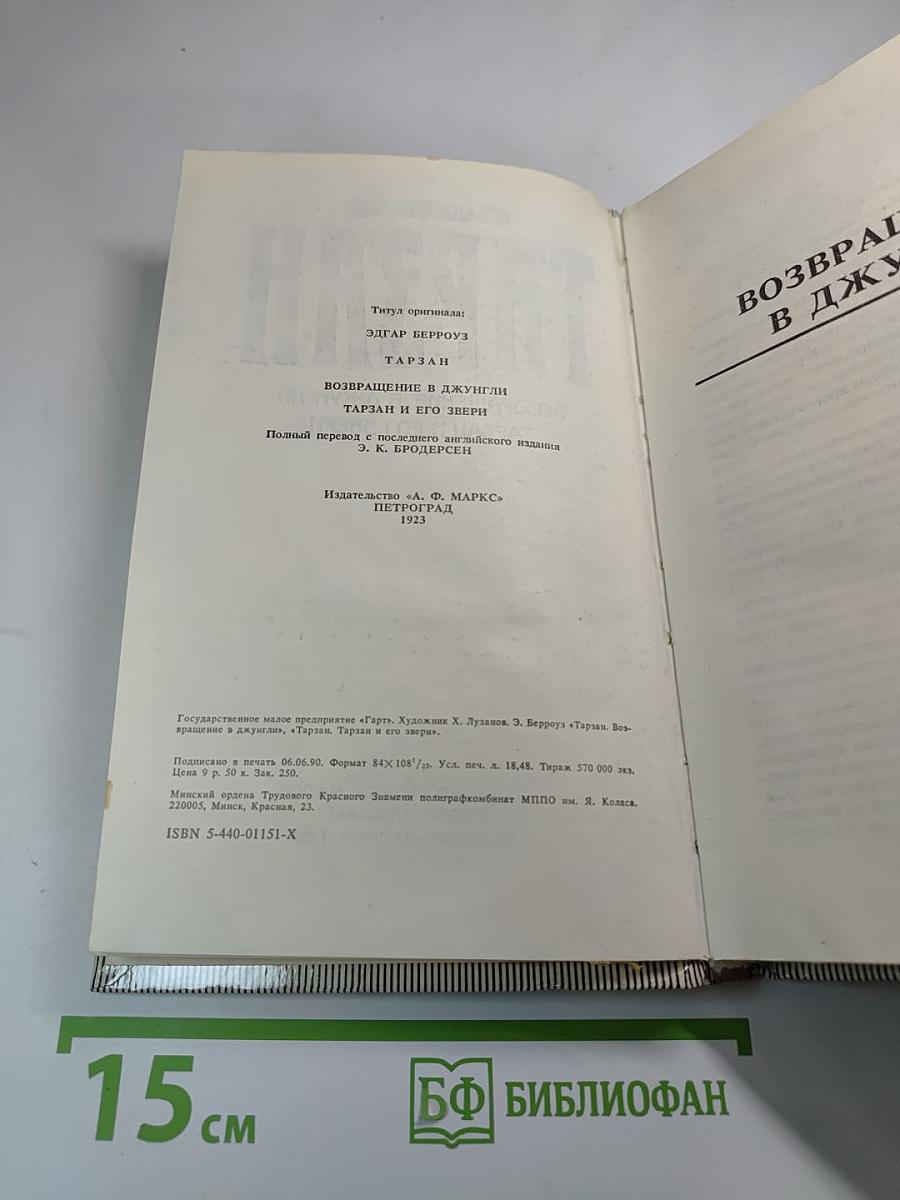 Титул оригинала:
ЭДГАР БЕРРОУЗ
ТАРЗАН
ВОЗВРАЩЕНИЕ В ДЖУНГЛИ
ТАРЗАН И ЕГО ЗВЕРИ
Полный перевод с последнего английского издания
Э. К. БРОДЕРСЕН
Издательство «А. Ф. МАРКС»
ПЕТРОГРАД
1923
Государственное малое предприятие «Гарт». Художник Х. Лузанов. Э. Берроуз «Тарзан. Воз-
вращение в джунгли», «Тарзан. Тарзан и его звери».
Подписано в печать 06.06.90. Формат 84×108¹/₃₂. Усл. печ. л. 18,48. Тираж 570 000 экз.
Цена 9 р. 50 к. Зак. 250.
Минский ордена Трудового Красного Знамени полиграфкомбинат МППО им. Я. Коласа.
220005, Минск, Красная, 23.
ISBN 5-440-01151-X
ВОЗВРАЩ
В ДЖУ
15 см
БФ БИБЛИОФАН